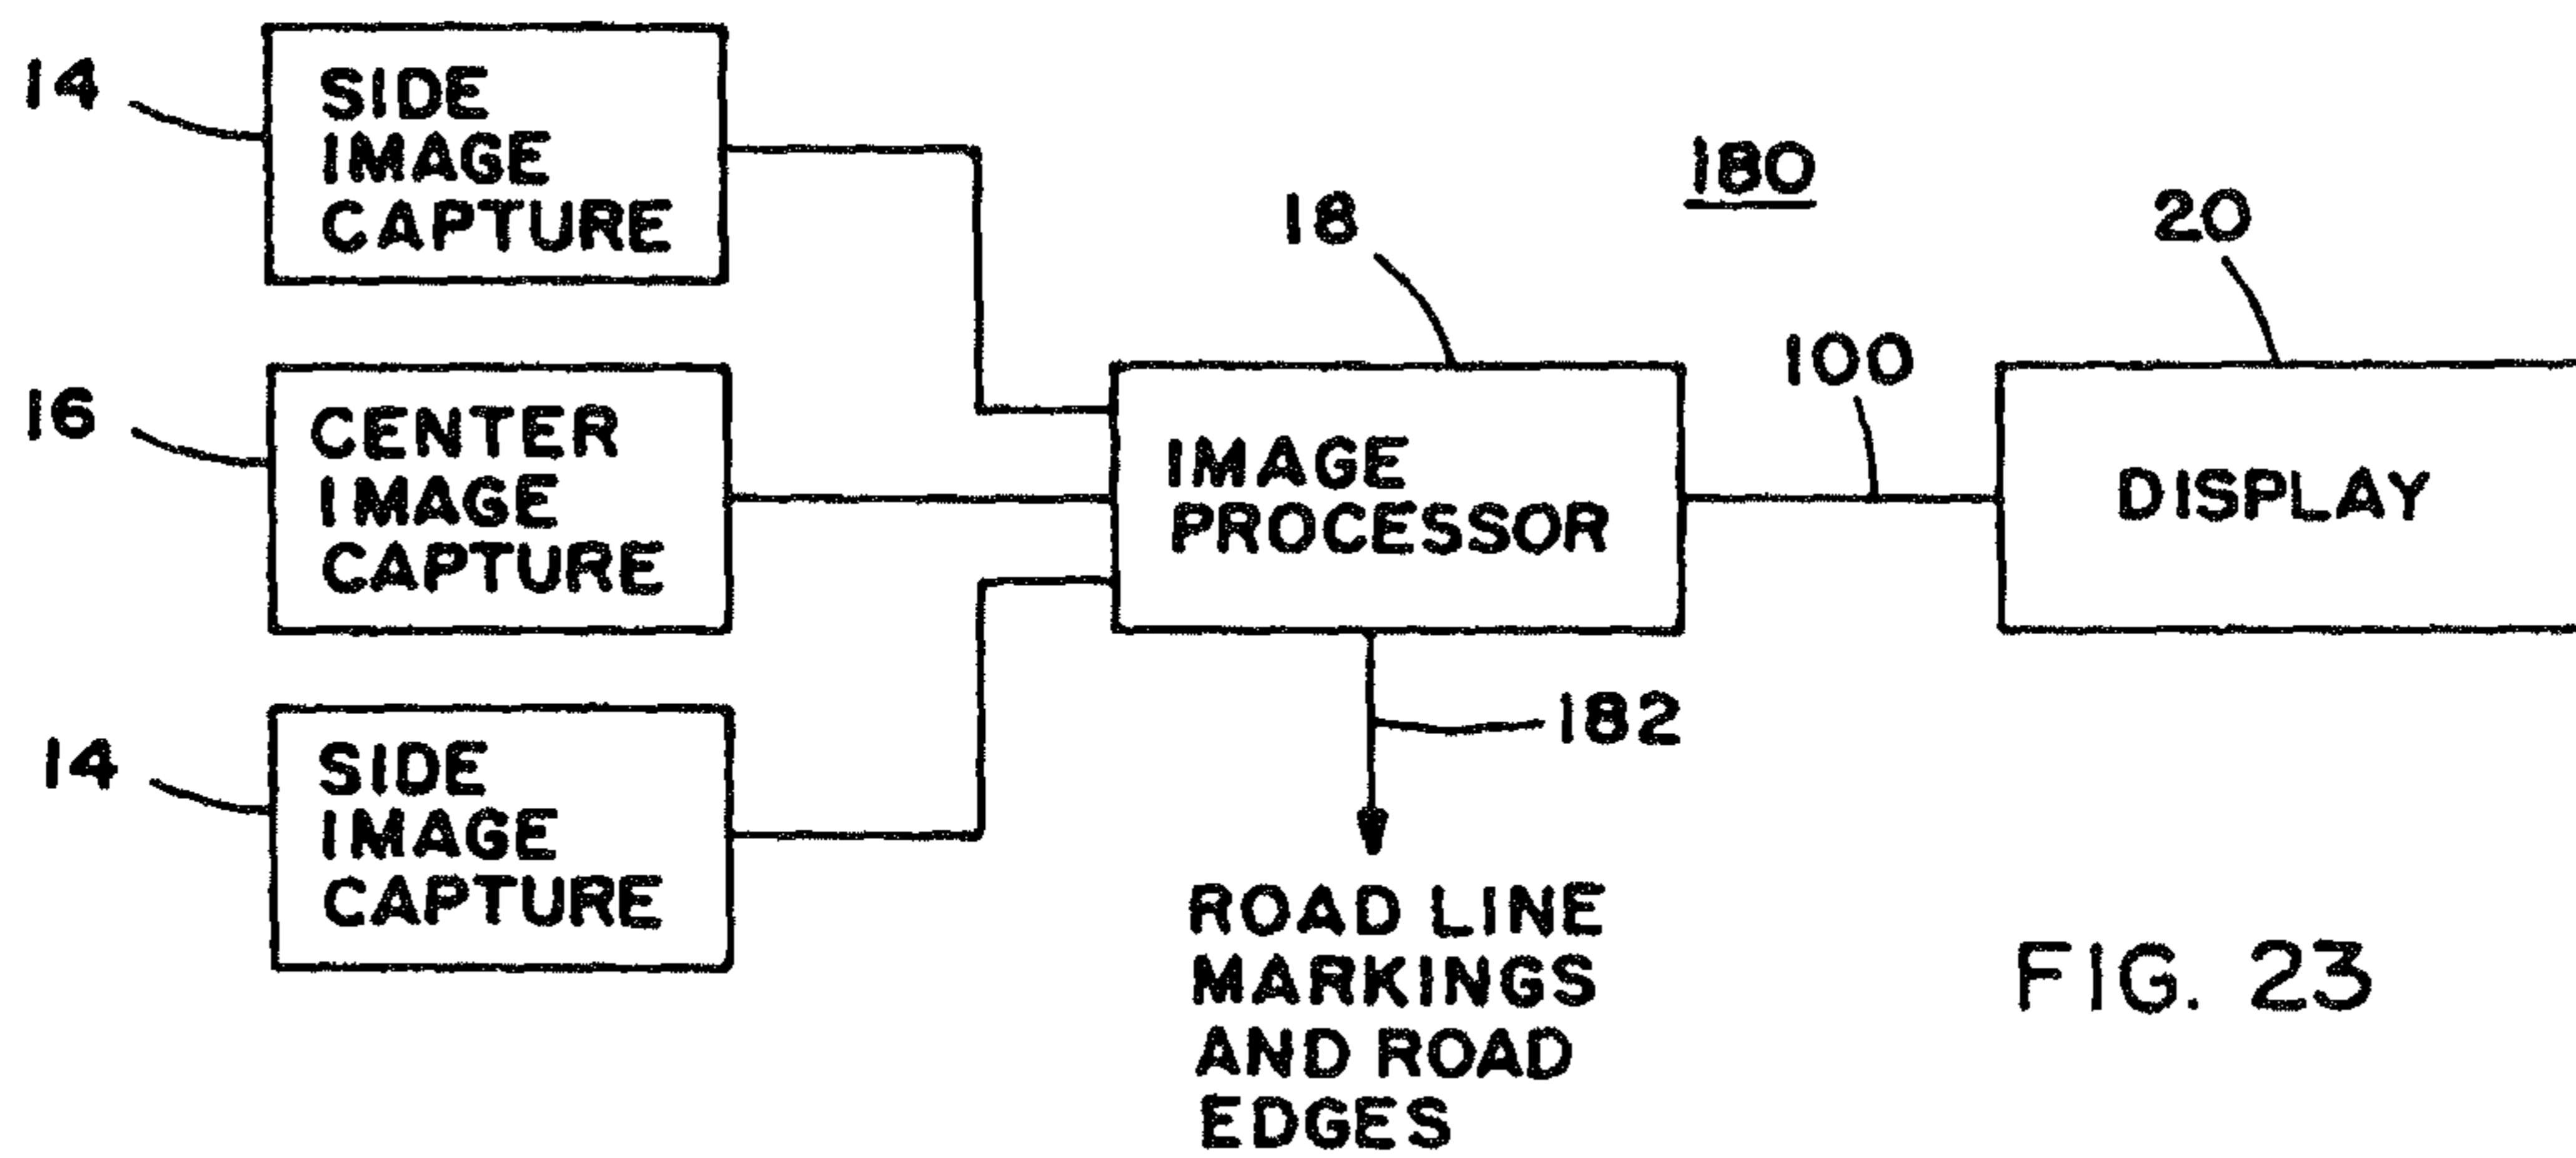 14
SIDE
IMAGE
CAPTURE
16
CENTER
IMAGE
CAPTURE
14
SIDE
IMAGE
CAPTURE
18
IMAGE
PROCESSOR
180
100
20
DISPLAY
182
ROAD LINE
MARKINGS
AND ROAD
EDGES
FIG. 23